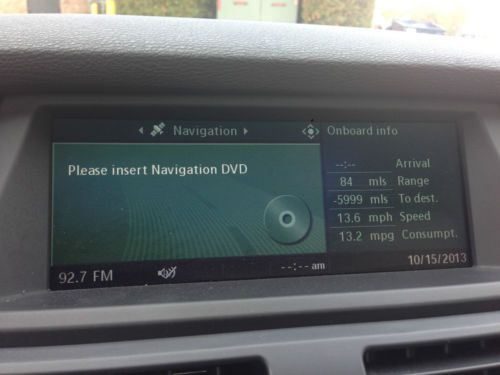 Navigation
Onboard info
Please insert Navigation DVD
--:-- Arrival
84 mls Range
-5999 mls To dest.
13.6 mph Speed
13.2 mpg Consumpt.
92.7 FM
--:-- am
10/15/2013